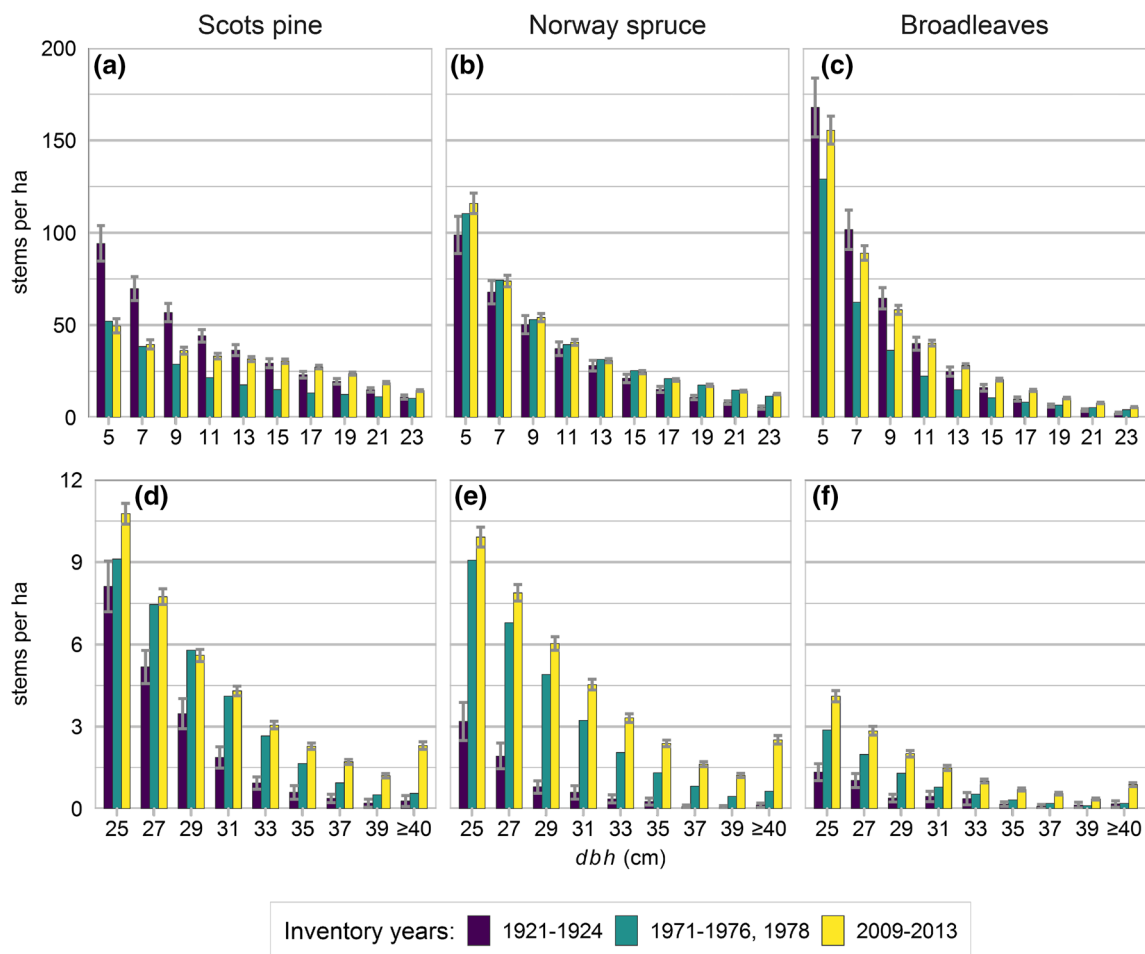 Scots pine Norway spruce Broadleaves
(a) (b) (c)
200
150
100
50
0
stems per ha
5 7 9 11 13 15 17 19 21 23
5 7 9 11 13 15 17 19 21 23
5 7 9 11 13 15 17 19 21 23
(d) (e) (f)
12
9
6
3
0
stems per ha
25 27 29 31 33 35 37 39 ≥40
25 27 29 31 33 35 37 39 ≥40
25 27 29 31 33 35 37 39 ≥40
dbh (cm)
Inventory years: 1921-1924 1971-1976, 1978 2009-2013